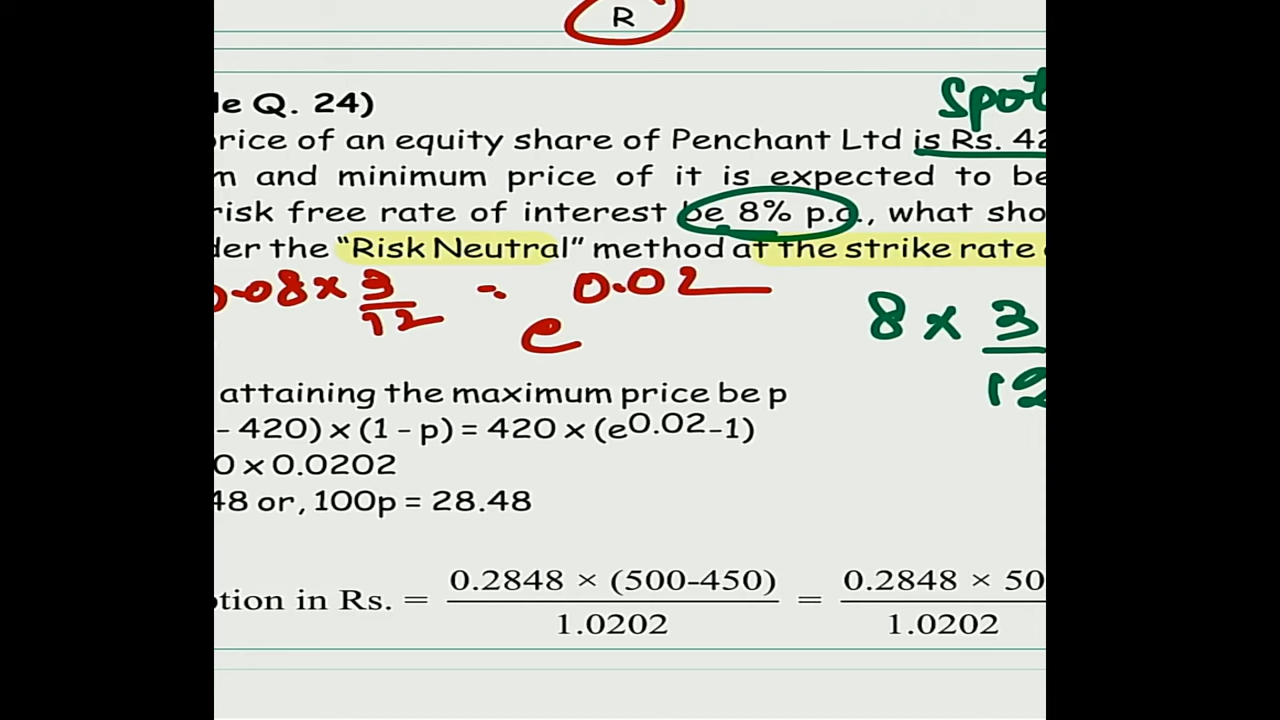 R
Spot
le Q. 24)
price of an equity share of Penchant Ltd is Rs. 42
m and minimum price of it is expected to be
risk free rate of interest be 8% p.a., what sho
der the “Risk Neutral” method at the strike rate
0.08 × 3/12 = e^0.02
8 × 3/12
attaining the maximum price be p
- 420) x (1 - p) = 420 x (e^0.02-1)
0 x 0.0202
48 or, 100p = 28.48
ption in Rs. = 0.2848 × (500-450) / 1.0202 = 0.2848 × 50 / 1.0202